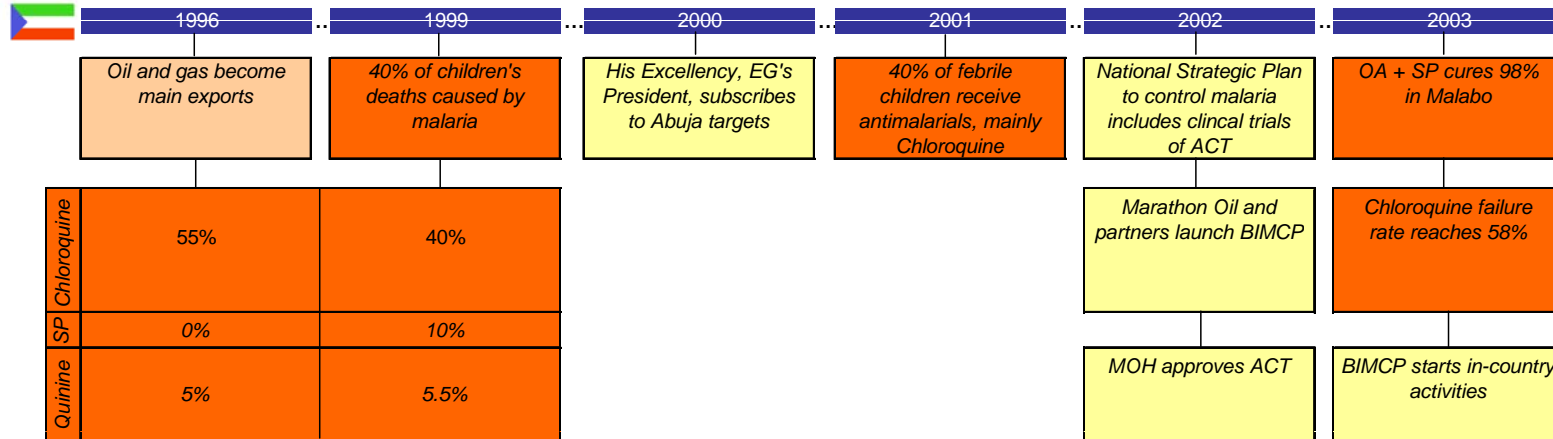 1996 .. 1999 ... 2000 ... 2001 .. 2002 .. 2003
Oil and gas become
main exports
40% of children's
deaths caused by
malaria
His Excellency, EG's
President, subscribes
to Abuja targets
40% of febrile
children receive
antimalarials, mainly
Chloroquine
National Strategic Plan
to control malaria
includes clincal trials
of ACT
OA + SP cures 98%
in Malabo
Chloroquine
55%
40%
SP
0%
10%
Quinine
5%
5.5%
Marathon Oil and
partners launch BIMCP
Chloroquine failure
rate reaches 58%
MOH approves ACT
BIMCP starts in-country
activities